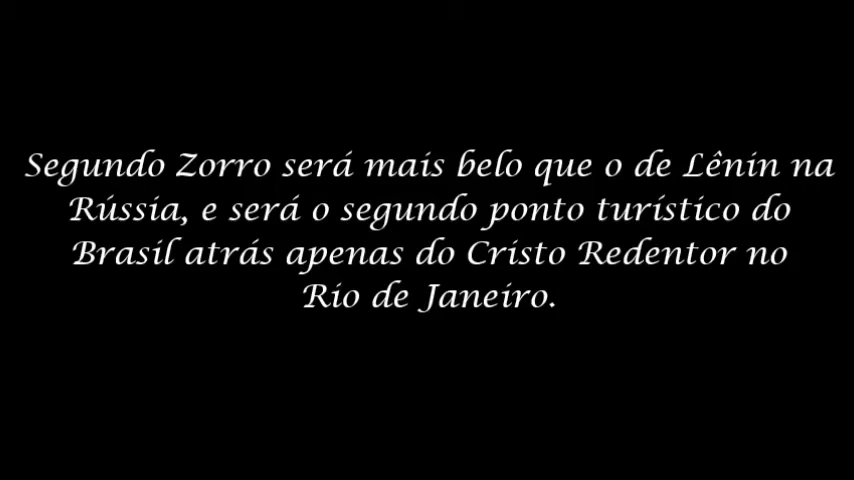 Segundo Zorro será mais belo que o de Lênin na
Rússia, e será o segundo ponto turístico do
Brasil atrás apenas do Cristo Redentor no
Rio de Janeiro.